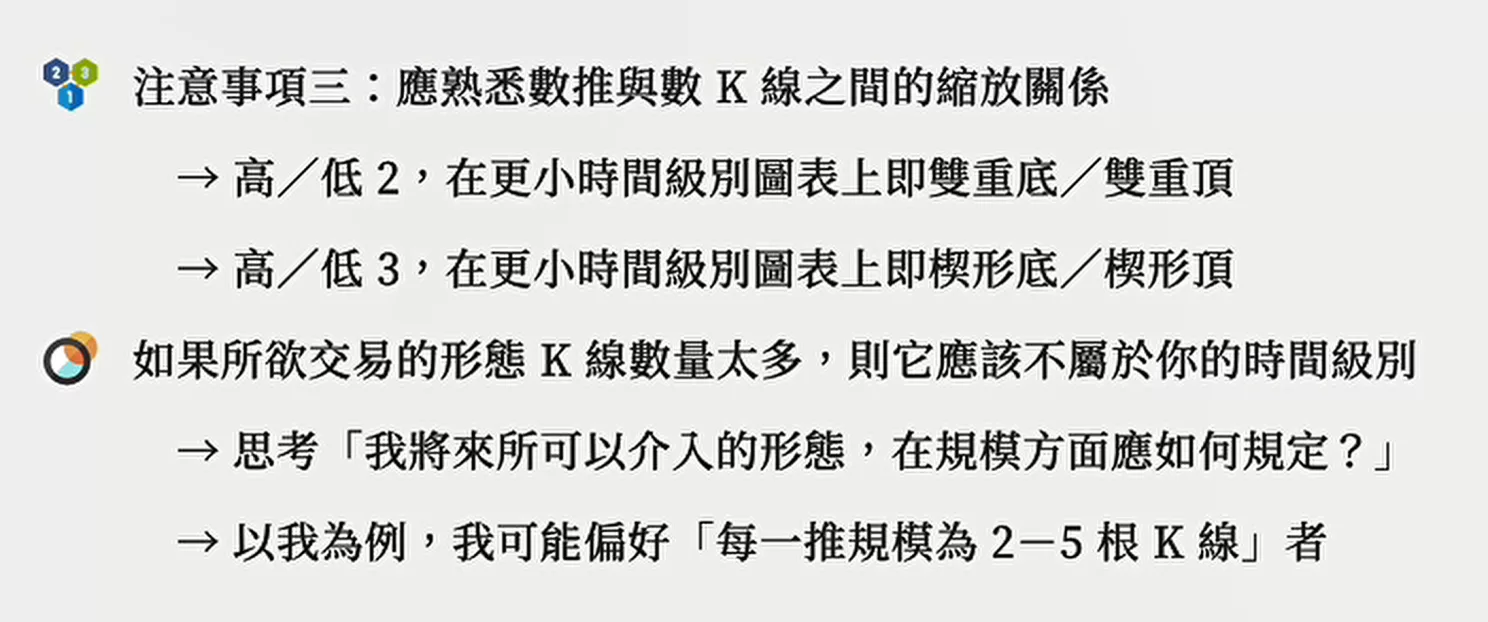 2 3
1
注意事項三：應熟悉數推與數 K 線之間的縮放關係
→ 高／低 2，在更小時間級別圖表上即雙重底／雙重頂
→ 高／低 3，在更小時間級別圖表上即楔形底／楔形頂
如果所欲交易的形態 K 線數量太多，則它應該不屬於你的時間級別
→ 思考「我將來所可以介入的形態，在規模方面應如何規定？」
→ 以我為例，我可能偏好「每一推規模為 2－5 根 K 線」者